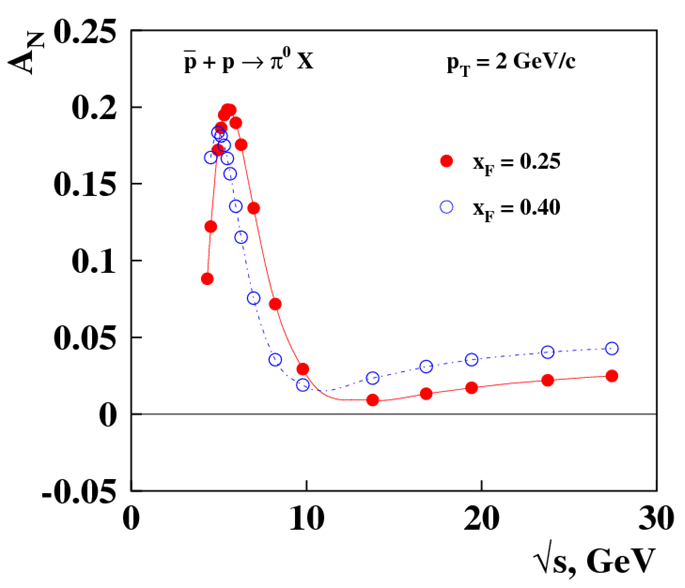 A_N
0.25
0.2
0.15
0.1
0.05
0
-0.05
p̅ + p → π⁰ X
p_T = 2 GeV/c
x_F = 0.25
x_F = 0.40
0
10
20
30
√s, GeV